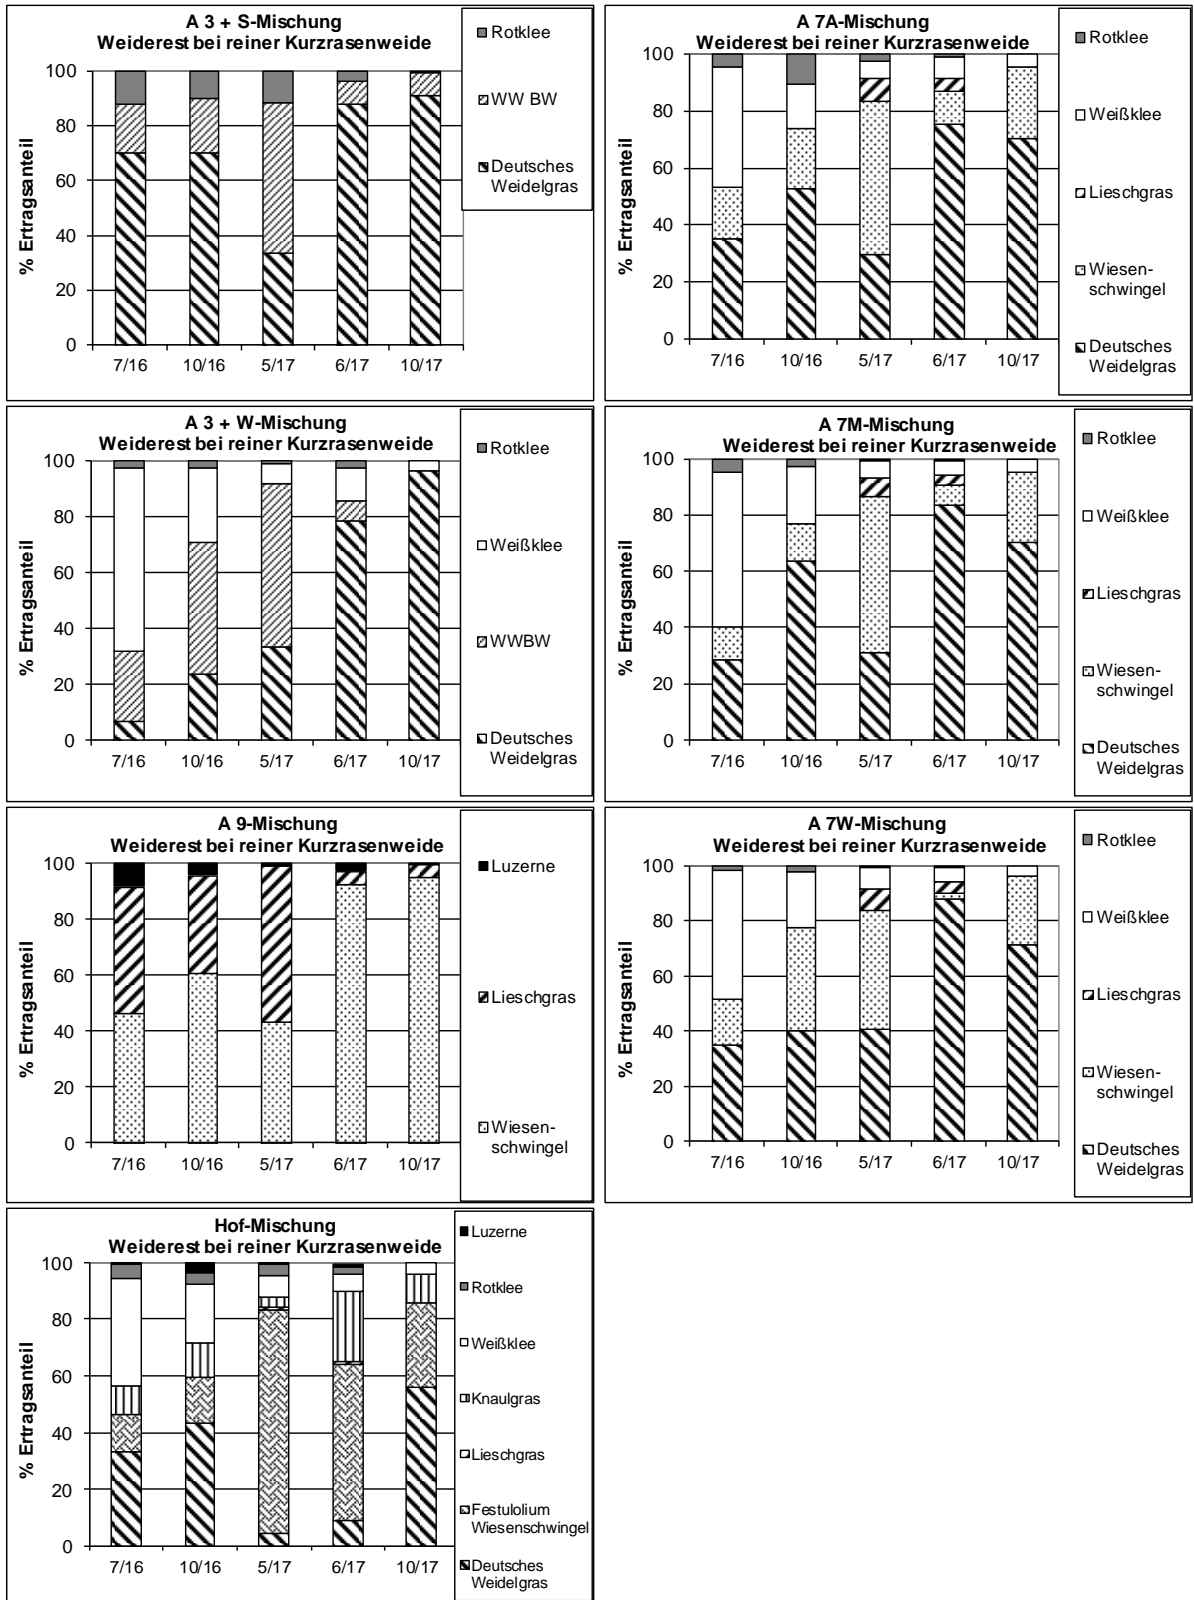 A 3 + S-Mischung
Weiderest bei reiner Kurzrasenweide
% Ertragsanteil
100
80
60
40
20
0
7/16 10/16 5/17 6/17 10/17
Rotklee
WW BW
Deutsches
Weidelgras
A 7A-Mischung
Weiderest bei reiner Kurzrasenweide
% Ertragsanteil
100
80
60
40
20
0
7/16 10/16 5/17 6/17 10/17
Rotklee
Weißklee
Lieschgras
Wiesen-
schwingel
Deutsches
Weidelgras
A 3 + W-Mischung
Weiderest bei reiner Kurzrasenweide
% Ertragsanteil
100
80
60
40
20
0
7/16 10/16 5/17 6/17 10/17
Rotklee
Weißklee
WWBW
Deutsches
Weidelgras
A 7M-Mischung
Weiderest bei reiner Kurzrasenweide
% Ertragsanteil
100
80
60
40
20
0
7/16 10/16 5/17 6/17 10/17
Rotklee
Weißklee
Lieschgras
Wiesen-
schwingel
Deutsches
Weidelgras
A 9-Mischung
Weiderest bei reiner Kurzrasenweide
% Ertragsanteil
100
80
60
40
20
0
7/16 10/16 5/17 6/17 10/17
Luzerne
Lieschgras
Wiesen-
schwingel
A 7W-Mischung
Weiderest bei reiner Kurzrasenweide
% Ertragsanteil
100
80
60
40
20
0
7/16 10/16 5/17 6/17 10/17
Rotklee
Weißklee
Lieschgras
Wiesen-
schwingel
Deutsches
Weidelgras
Hof-Mischung
Weiderest bei reiner Kurzrasenweide
% Ertragsanteil
100
80
60
40
20
0
7/16 10/16 5/17 6/17 10/17
Luzerne
Rotklee
Weißklee
Knaulgras
Lieschgras
Festulolium
Wiesenschwingel
Deutsches
Weidelgras